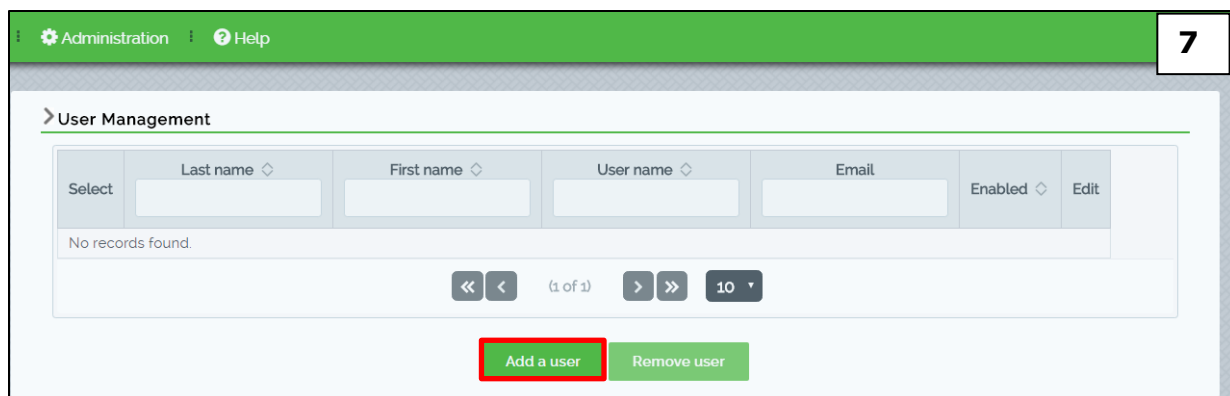 Administration Help
7
User Management
Select Last name First name User name Email Enabled Edit
No records found.
(1 of 1) 10
Add a user Remove user